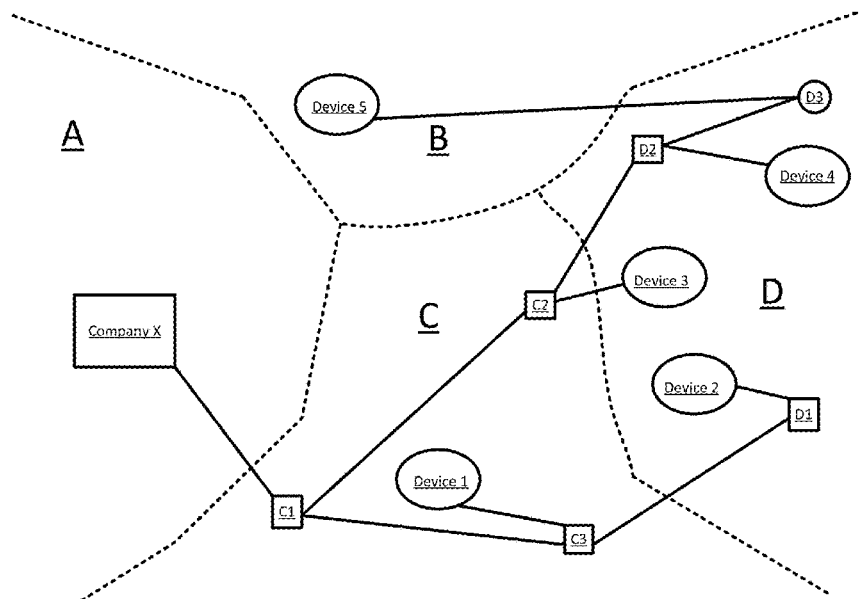 D3
Device 5
A
B
D2
Device 4
Device 3
D
C2
C
Company X
Device 2
D1
Device 1
C1
C3